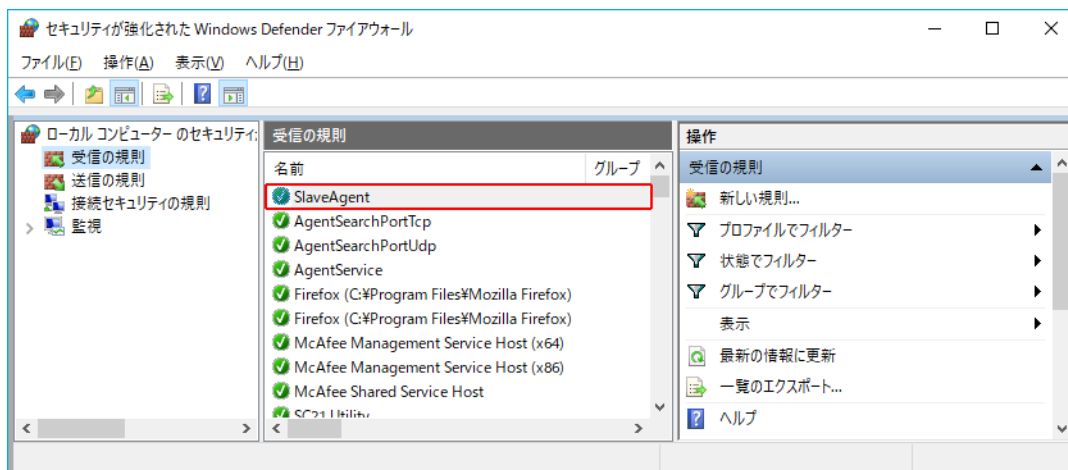 セキュリティが強化された Windows Defender ファイアウォール
ファイル(F) 操作(A) 表示(V) ヘルプ(H)
ローカル コンピューター のセキュリティ
受信の規則
送信の規則
接続セキュリティの規則
監視
受信の規則
名前 グループ
SlaveAgent
AgentSearchPortTcp
AgentSearchPortUdp
AgentService
Firefox (C:¥Program Files¥Mozilla Firefox)
Firefox (C:¥Program Files¥Mozilla Firefox)
McAfee Management Service Host (x64)
McAfee Management Service Host (x86)
McAfee Shared Service Host
SC21 Utility
操作
受信の規則
新しい規則...
プロファイルでフィルター
状態でフィルター
グループでフィルター
表示
最新の情報に更新
一覧のエクスポート...
ヘルプ